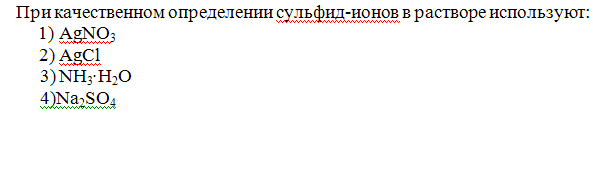 При качественном определении сульфид-ионов в растворе используют:
1) AgNO₃
2) AgCl
3) NH₃·H₂O
4)Na₂SO₄